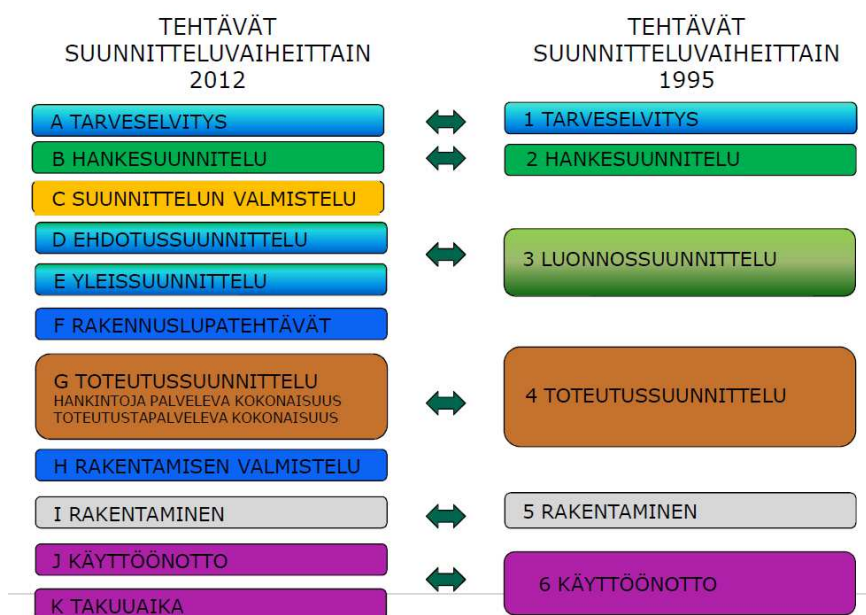 TEHTÄVÄT
SUUNNITTELUVAIHEITTAIN
2012
A TARVESELVITYS
B HANKESUUNNITELU
C SUUNNITTELUN VALMISTELU
D EHDOTUSSUUNNITTELU
E YLEISSUUNNITTELU
F RAKENNUSLUPATEHTÄVÄT
G TOTEUTUSSUUNNITTELU
HANKINTOJA PALVELEVA KOKONAISUUS
TOTEUTUSTAPALVELEVA KOKONAISUUS
H RAKENTAMISEN VALMISTELU
I RAKENTAMINEN
J KÄYTTÖÖNOTTO
K TAKUUAIKA
TEHTÄVÄT
SUUNNITTELUVAIHEITTAIN
1995
1 TARVESELVITYS
2 HANKESUUNNITELU
3 LUONNOSSUUNNITTELU
4 TOTEUTUSSUUNNITTELU
5 RAKENTAMINEN
6 KÄYTTÖÖNOTTO